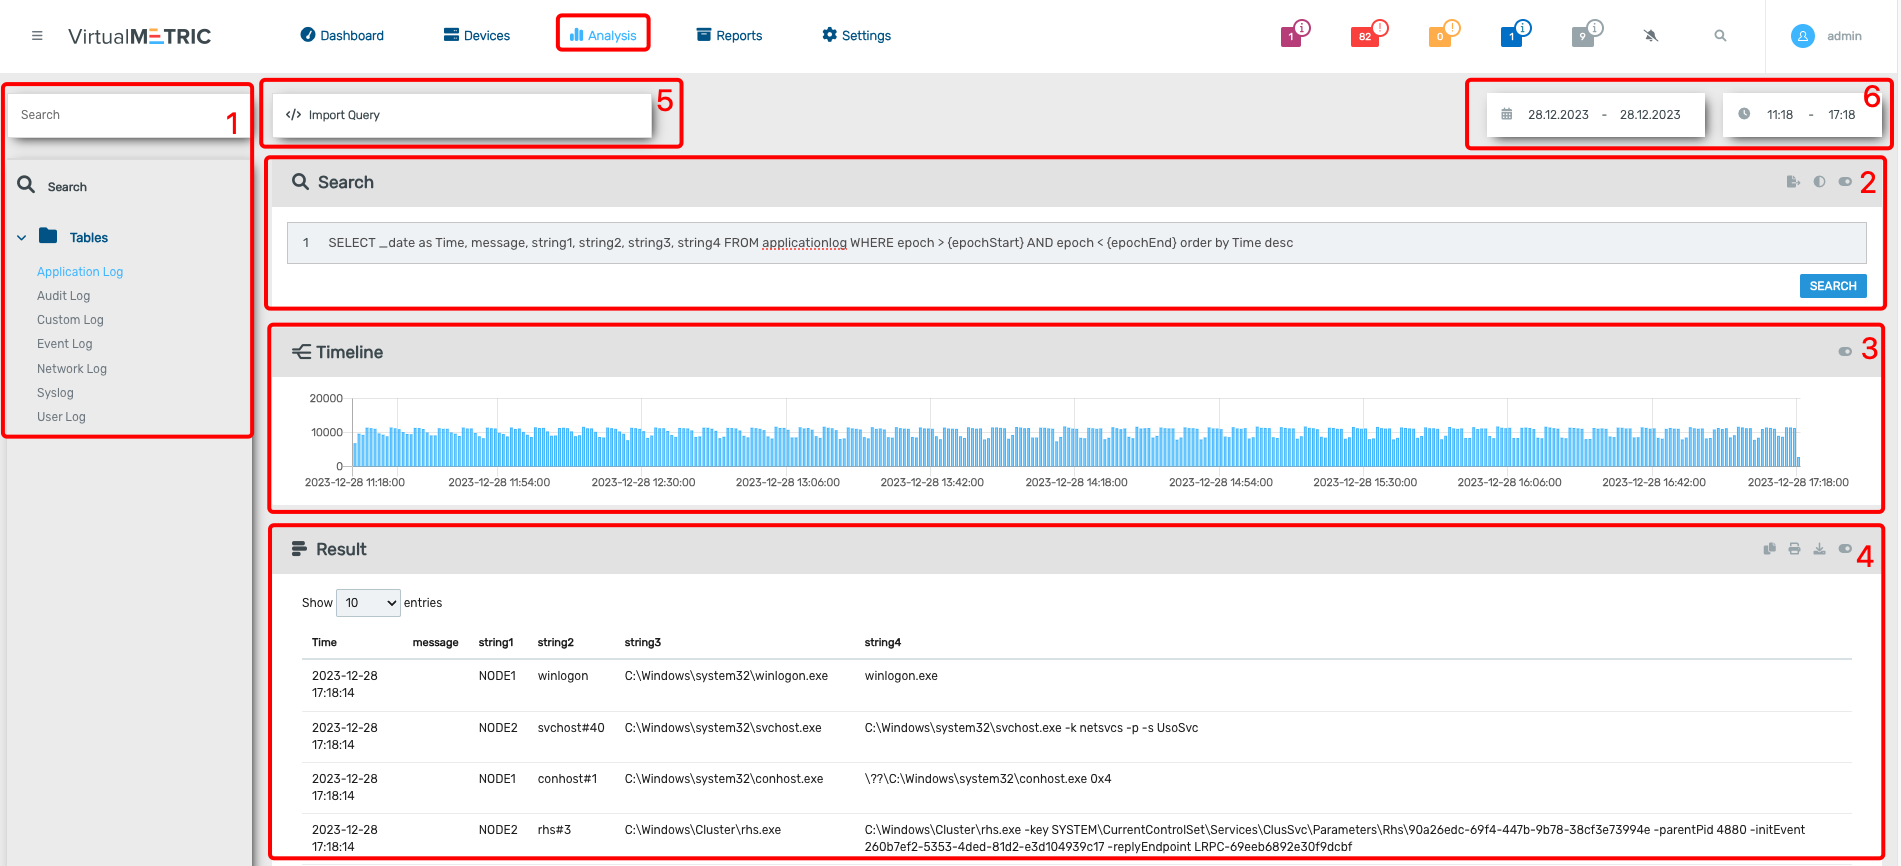 VirtualMETRIC
Dashboard Devices Analysis Reports Settings
1 82 0 1 9 admin
Search 1
Search
Tables
Application Log
Audit Log
Custom Log
Event Log
Network Log
Syslog
User Log
</> Import Query 5
28.12.2023 - 28.12.2023 11:18 - 17:18 6
Search 2
1 SELECT _date as Time, message, string1, string2, string3, string4 FROM applicationlog WHERE epoch > {epochStart} AND epoch < {epochEnd} order by Time desc
SEARCH
Timeline 3
20000
10000
0
2023-12-28 11:18:00 2023-12-28 11:54:00 2023-12-28 12:30:00 2023-12-28 13:06:00 2023-12-28 13:42:00 2023-12-28 14:18:00 2023-12-28 14:54:00 2023-12-28 15:30:00 2023-12-28 16:06:00 2023-12-28 16:42:00 2023-12-28 17:18:00
Result 4
Show 10 entries
Time message string1 string2 string3 string4
2023-12-28 NODE1 winlogon C:\Windows\system32\winlogon.exe winlogon.exe
17:18:14
2023-12-28 NODE2 svchost#40 C:\Windows\system32\svchost.exe C:\Windows\system32\svchost.exe -k netsvcs -p -s UsoSvc
17:18:14
2023-12-28 NODE1 conhost#1 C:\Windows\system32\conhost.exe \??\C:\Windows\system32\conhost.exe 0x4
17:18:14
2023-12-28 NODE2 rhs#3 C:\Windows\Cluster\rhs.exe C:\Windows\Cluster\rhs.exe -key SYSTEM\CurrentControlSet\Services\ClusSvc\Parameters\Rhs\90a26edc-69f4-447b-9b78-38cf3e73994e -parentPid 4880 -initEvent
17:18:14 260b7ef2-5353-4ded-81d2-e3d104939c17 -replyEndpoint LRPC-69eeb6892e30f9dcbf